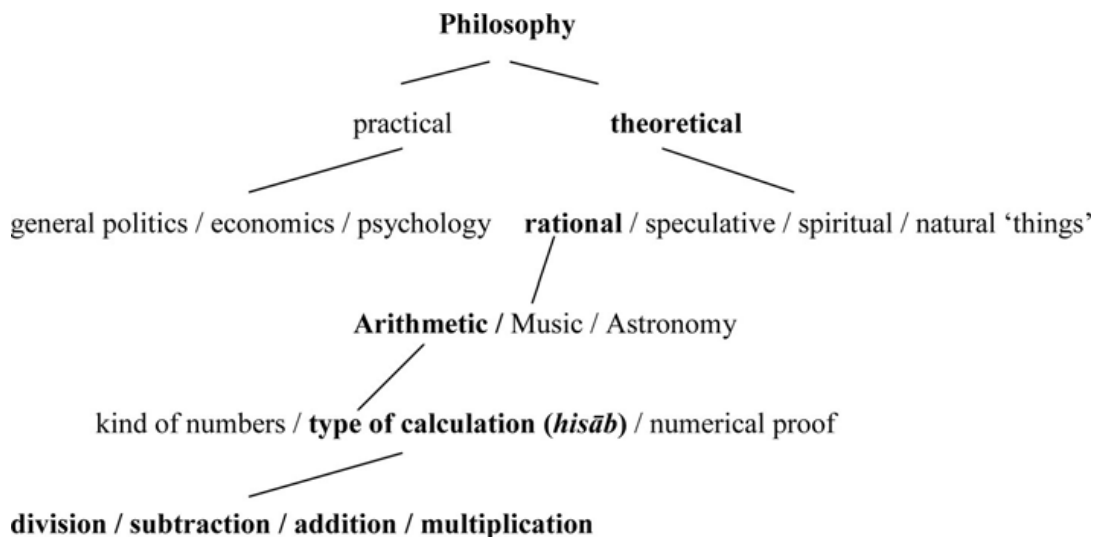 Philosophy
practical theoretical
general politics / economics / psychology rational / speculative / spiritual / natural ‘things’
Arithmetic / Music / Astronomy
kind of numbers / type of calculation (hisāb) / numerical proof
division / subtraction / addition / multiplication